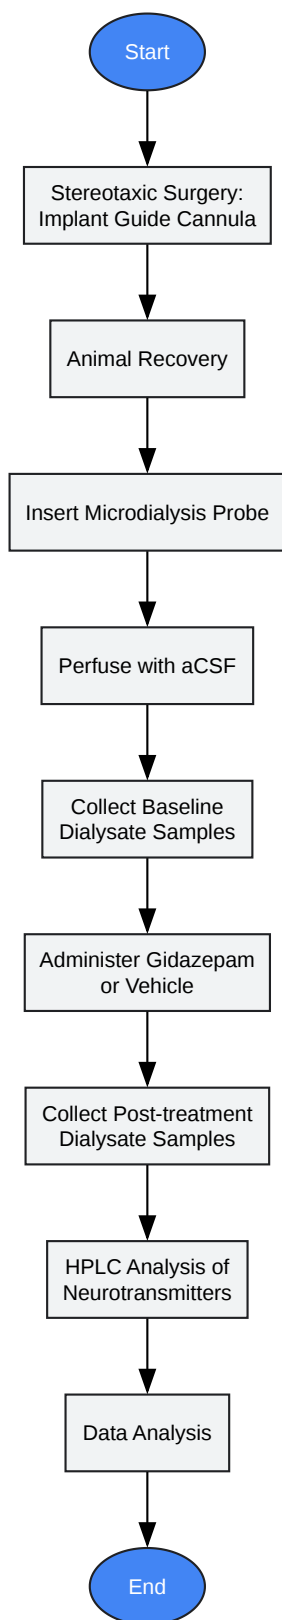 Start
Stereotaxic Surgery:
Implant Guide Cannula
Animal Recovery
Insert Microdialysis Probe
Perfuse with aCSF
Collect Baseline
Dialysate Samples
Administer Gidazepam
or Vehicle
Collect Post-treatment
Dialysate Samples
HPLC Analysis of
Neurotransmitters
Data Analysis
End